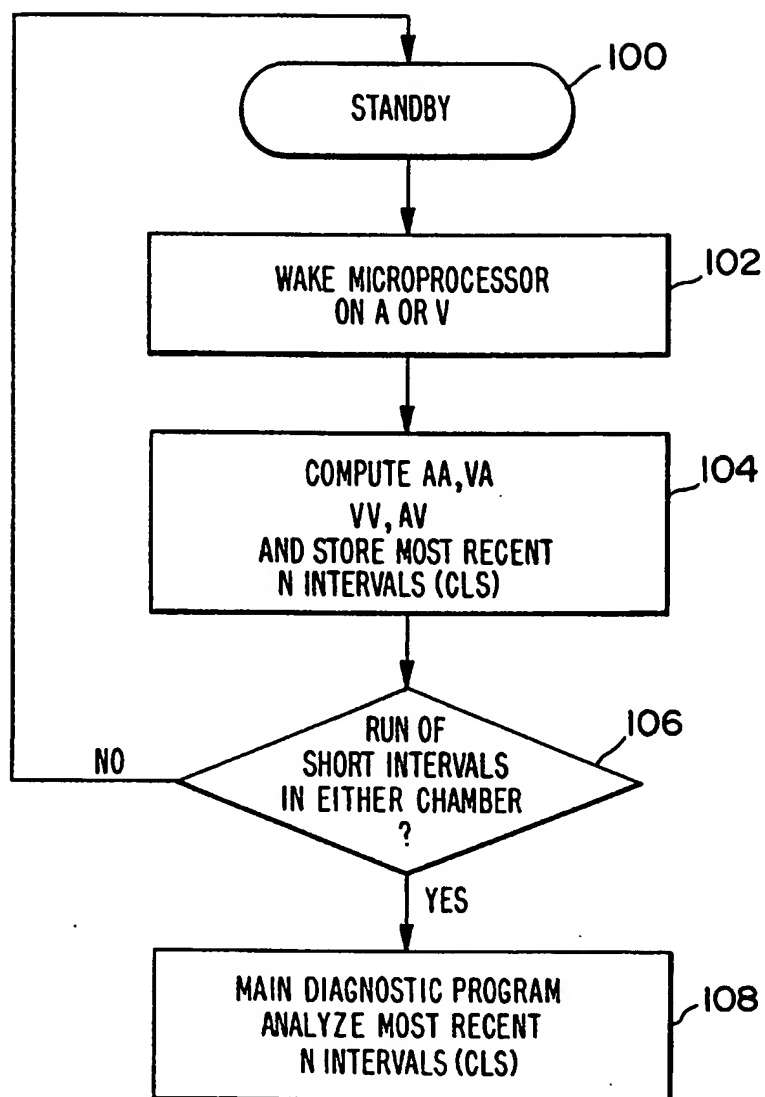 100
STANDBY
102
WAKE MICROPROCESSOR
ON A OR V
104
COMPUTE AA, VA
VV, AV
AND STORE MOST RECENT
N INTERVALS (CLS)
106
RUN OF
SHORT INTERVALS
IN EITHER CHAMBER
?
NO
YES
108
MAIN DIAGNOSTIC PROGRAM
ANALYZE MOST RECENT
N INTERVALS (CLS)